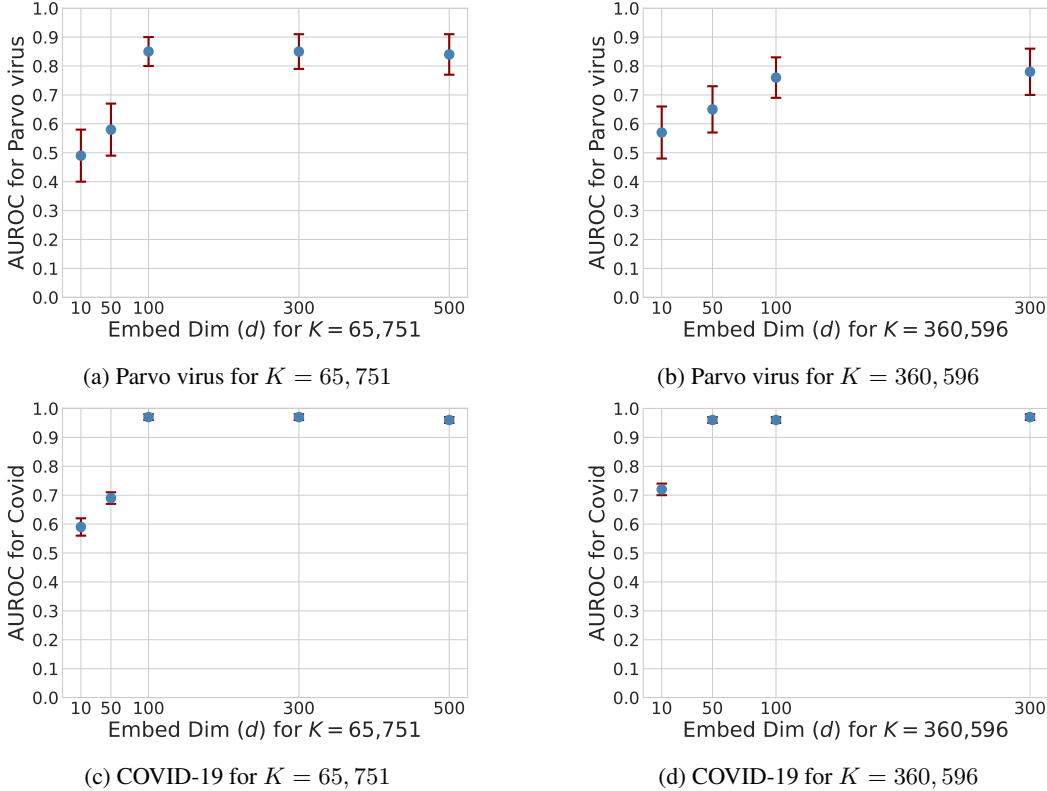 1.0
0.9
0.8
0.7
0.6
0.5
0.4
0.3
0.2
0.1
0.0
AUROC for Parvo virus
10 50 100 300 500
Embed Dim (d) for K = 65,751
(a) Parvo virus for K = 65, 751
1.0
0.9
0.8
0.7
0.6
0.5
0.4
0.3
0.2
0.1
0.0
AUROC for Parvo virus
10 50 100 300
Embed Dim (d) for K = 360,596
(b) Parvo virus for K = 360, 596
1.0
0.9
0.8
0.7
0.6
0.5
0.4
0.3
0.2
0.1
0.0
AUROC for Covid
10 50 100 300 500
Embed Dim (d) for K = 65,751
(c) COVID-19 for K = 65, 751
1.0
0.9
0.8
0.7
0.6
0.5
0.4
0.3
0.2
0.1
0.0
AUROC for Covid
10 50 100 300
Embed Dim (d) for K = 360,596
(d) COVID-19 for K = 360, 596